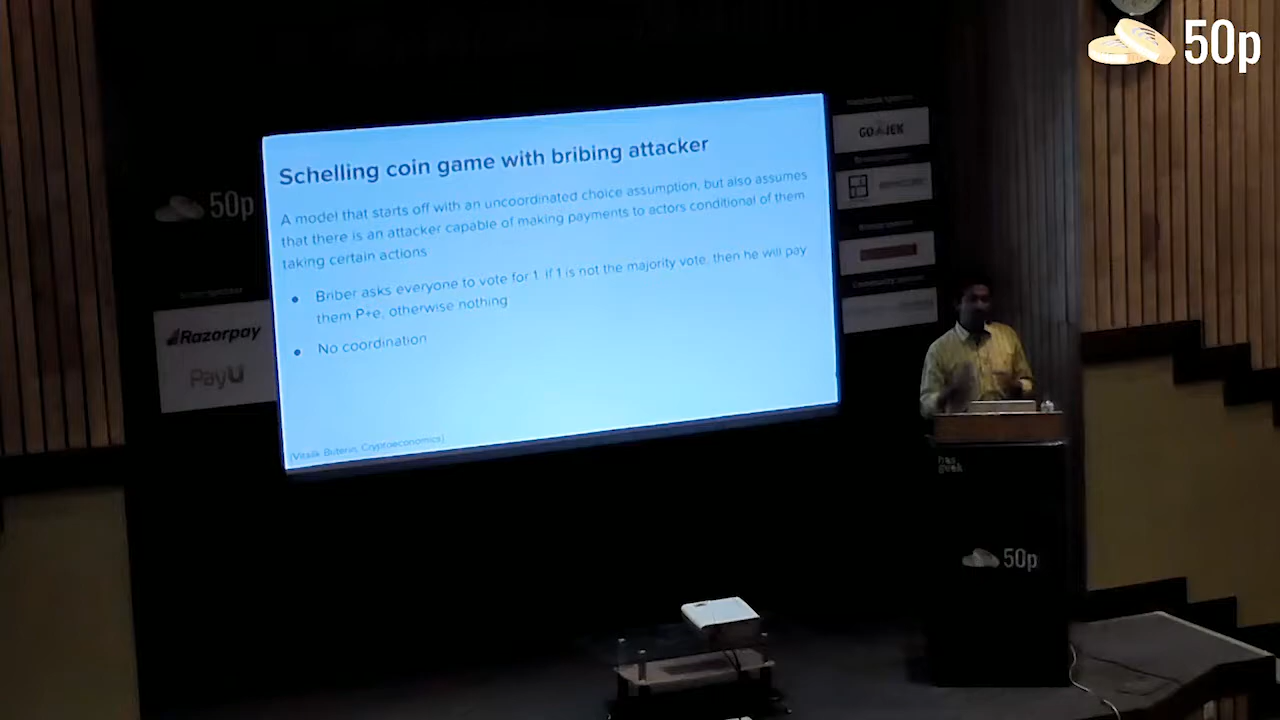 50p
Schelling coin game with bribing attacker
A model that starts off with an uncoordinated choice assumption, but also assumes
that there is an attacker capable of making payments to actors conditional of them
taking certain actions
• Briber asks everyone to vote for 1. if 1 is not the majority vote, then he will pay
them P+e, otherwise nothing
• No coordination
(Vitalik Buterin, Cryptoeconomics)
50p
Razorpay
PayU
GOJEK
has
geek
50p